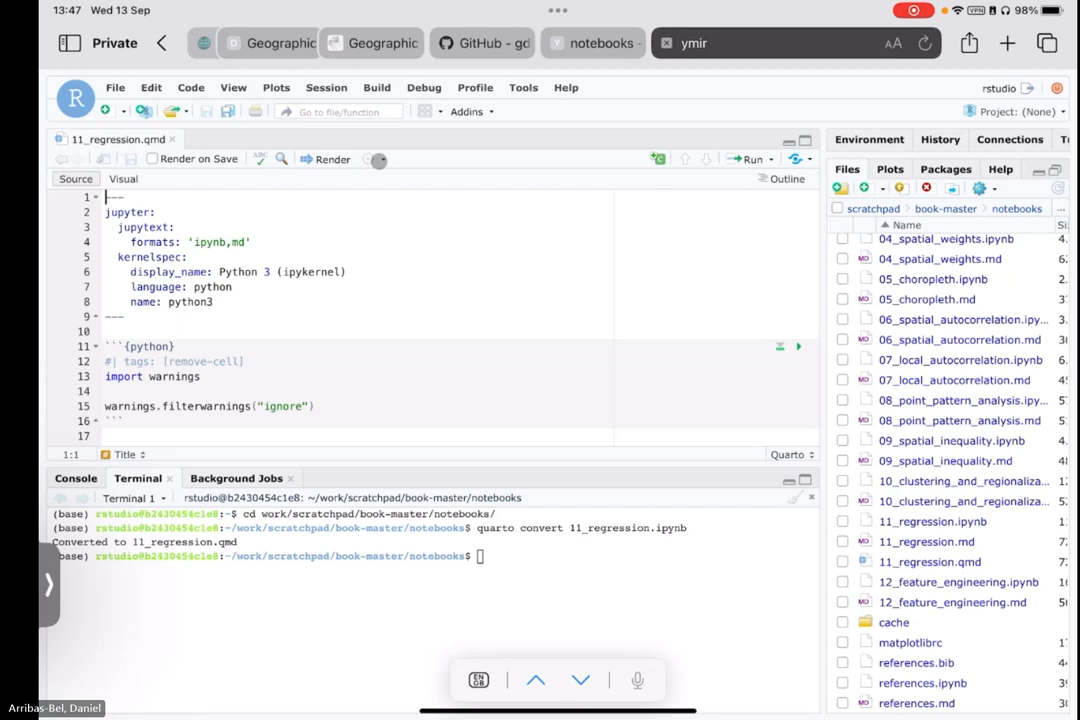 13:47 Wed 13 Sep
VPN 98%
Private
Geographic
Geographic
GitHub - gd
notebooks -
ymir
AA
R
File Edit Code View Plots Session Build Debug Profile Tools Help
rstudio
Go to file/function
Addins
Project: (None)
11_regression.qmd
Environment History Connections
Render on Save
ABC
Render
Run
Files Plots Packages Help
Source Visual
Outline
scratchpad book-master notebooks ...
Name
1 ---
2 jupyter:
3 jupytext:
4 formats: 'ipynb,md'
5 kernelspec:
6 display_name: Python 3 (ipykernel)
7 language: python
8 name: python3
9 ---
10
11 ```{python}
12 #| tags: [remove-cell]
13 import warnings
14
15 warnings.filterwarnings("ignore")
16 ```
17
1:1 Title
Quarto
04_spatial_weights.ipynb
04_spatial_weights.md
05_choropleth.ipynb
05_choropleth.md
06_spatial_autocorrelation.ipy...
06_spatial_autocorrelation.md
07_local_autocorrelation.ipynb
07_local_autocorrelation.md
08_point_pattern_analysis.ipy...
08_point_pattern_analysis.md
09_spatial_inequality.ipynb
09_spatial_inequality.md
10_clustering_and_regionaliza...
10_clustering_and_regionaliza...
11_regression.ipynb
11_regression.md
11_regression.qmd
12_feature_engineering.ipynb
12_feature_engineering.md
cache
matplotlibrc
references.bib
references.ipynb
references.md
Console Terminal Background Jobs
Terminal 1 rstudio@b2430454c1e8: ~/work/scratchpad/book-master/notebooks
(base) rstudio@b2430454c1e8:~$ cd work/scratchpad/book-master/notebooks/
(base) rstudio@b2430454c1e8:~/work/scratchpad/book-master/notebooks$ quarto convert 11_regression.ipynb
Converted to 11_regression.qmd
base) rstudio@b2430454c1e8:~/work/scratchpad/book-master/notebooks$
EN
GB
Arribas-Bel, Daniel